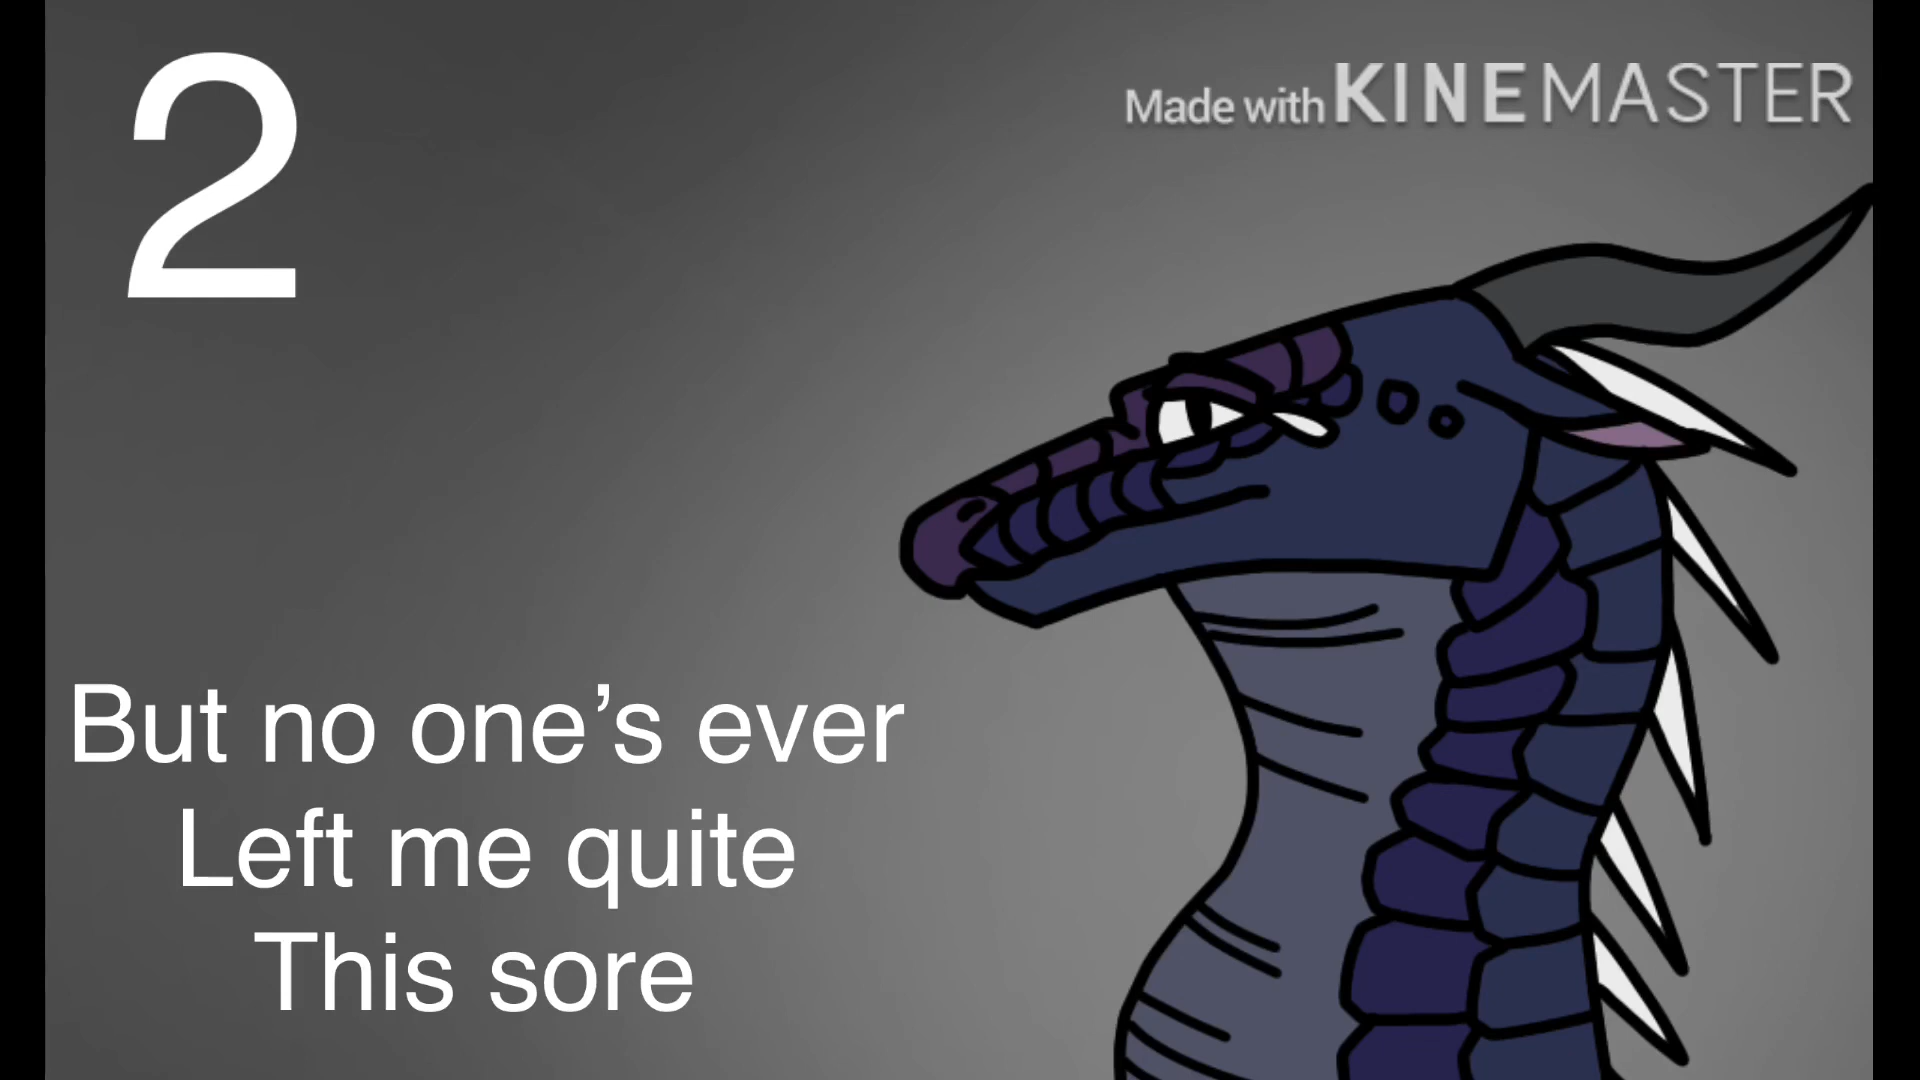 2
Made with KINEMASTER
But no one’s ever
Left me quite
This sore